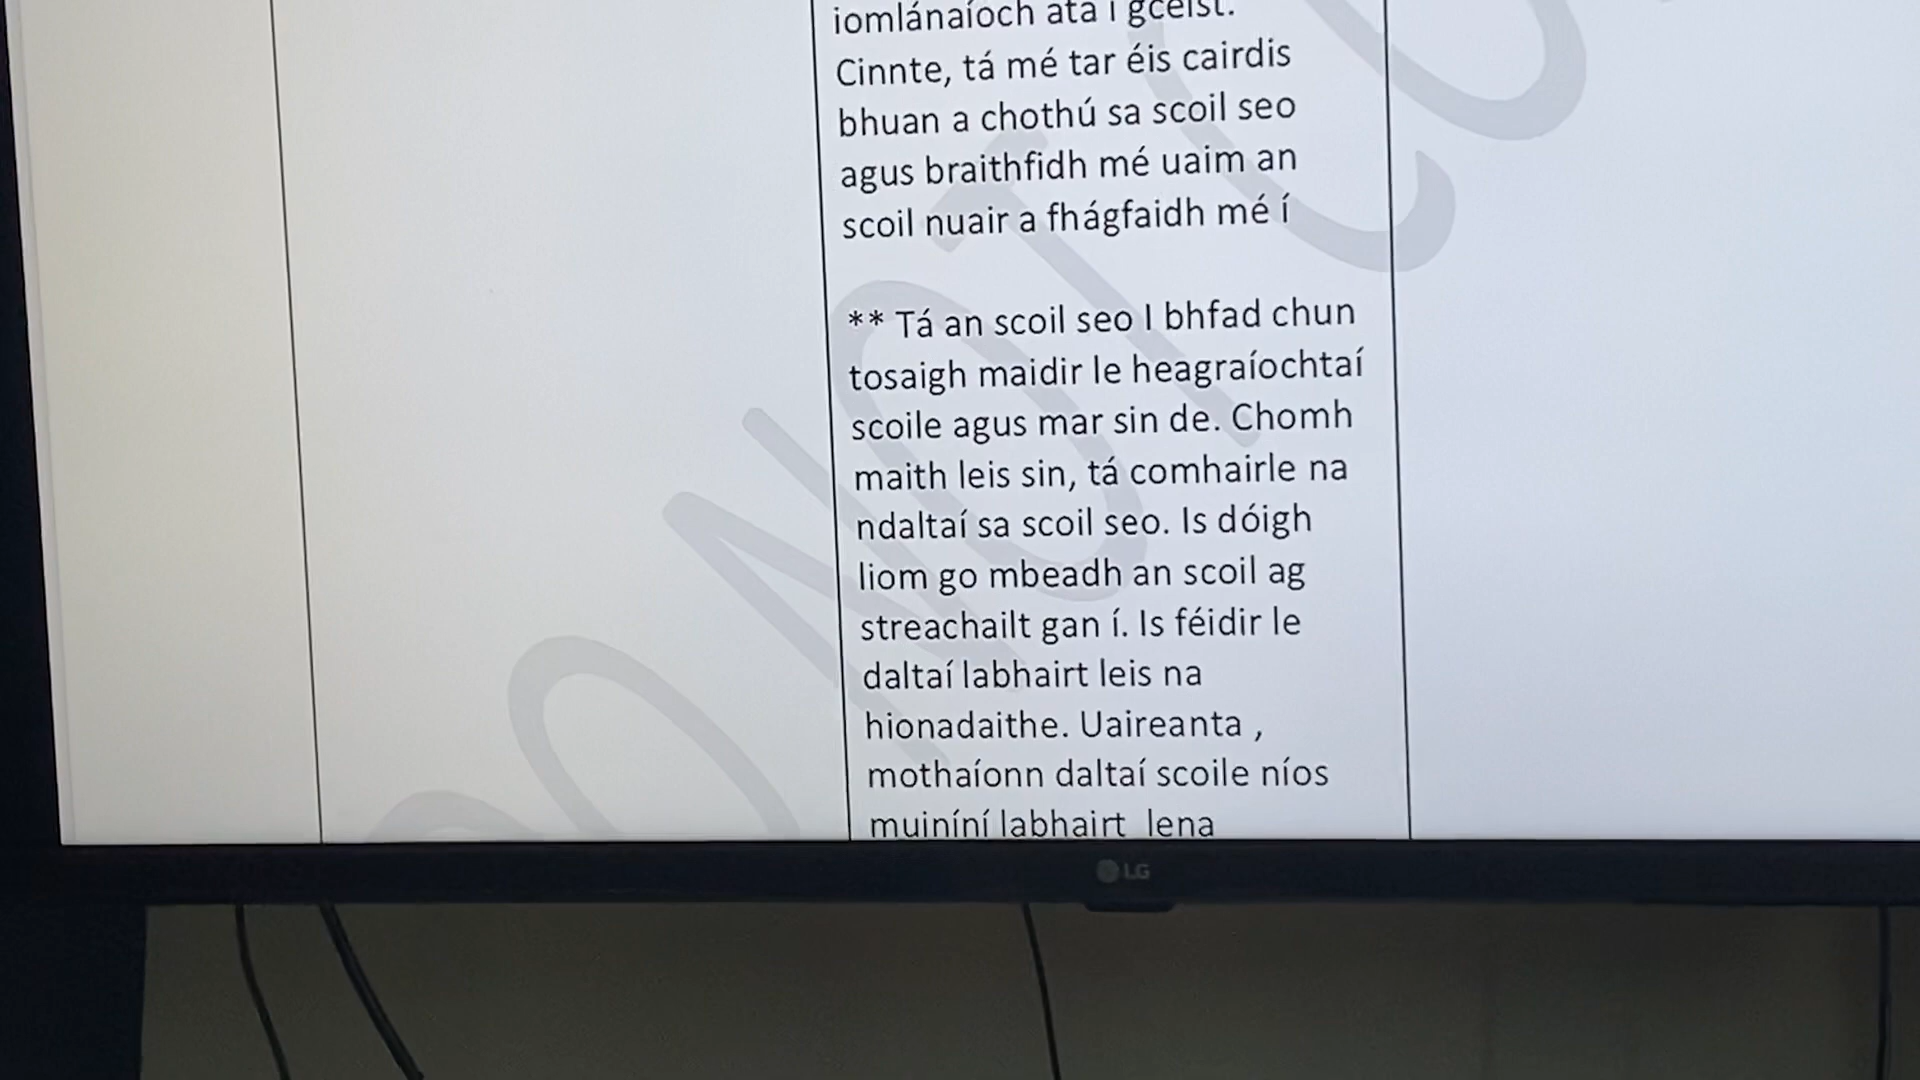 iomlánaíoch atá i gceist.
Cinnte, tá mé tar éis cairdis
bhuan a chothú sa scoil seo
agus braithfidh mé uaim an
scoil nuair a fhágfaidh mé í
** Tá an scoil seo I bhfad chun
tosaigh maidir le heagraíochtaí
scoile agus mar sin de. Chomh
maith leis sin, tá comhairle na
ndaltaí sa scoil seo. Is dóigh
liom go mbeadh an scoil ag
streachailt gan í. Is féidir le
daltaí labhairt leis na
hionadaithe. Uaireanta ,
mothaíonn daltaí scoile níos
muiníní labhairt lena
DO NOT CO
LG